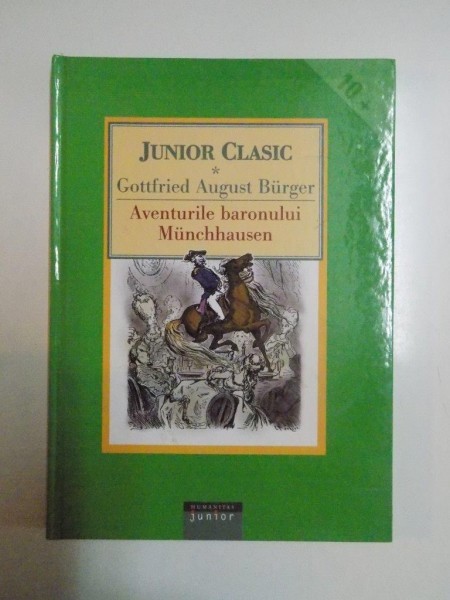 10+
JUNIOR CLASIC
*
Gottfried August Bürger
Aventurile baronului
Münchhausen
HUMANITAS
junior